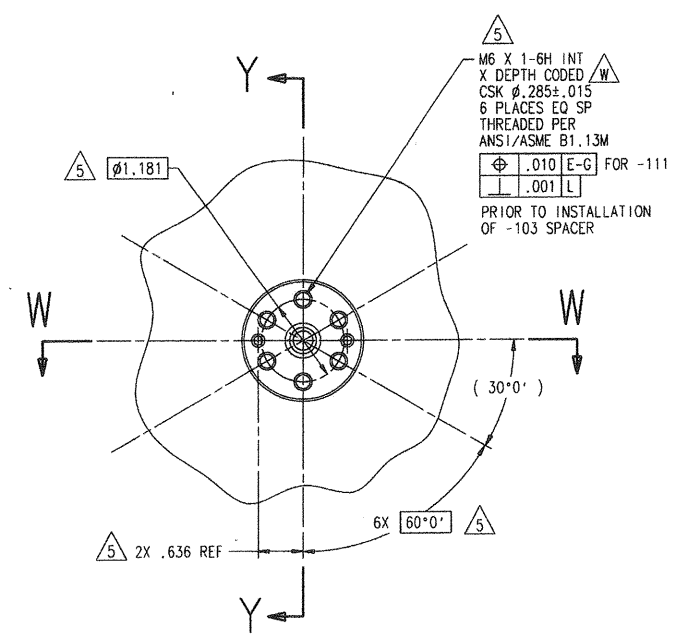 5
M6 X 1-6H INT
X DEPTH CODED W
CSK Ø.285±.015
6 PLACES EQ SP
THREADED PER
ANSI/ASME B1.13M
⌖ .010 E-G FOR -111
⊥ .001 L
PRIOR TO INSTALLATION
OF -103 SPACER
Y
5 Ø1.181
W
W
( 30°0' )
6X 60°0' 5
5 2X .636 REF
Y